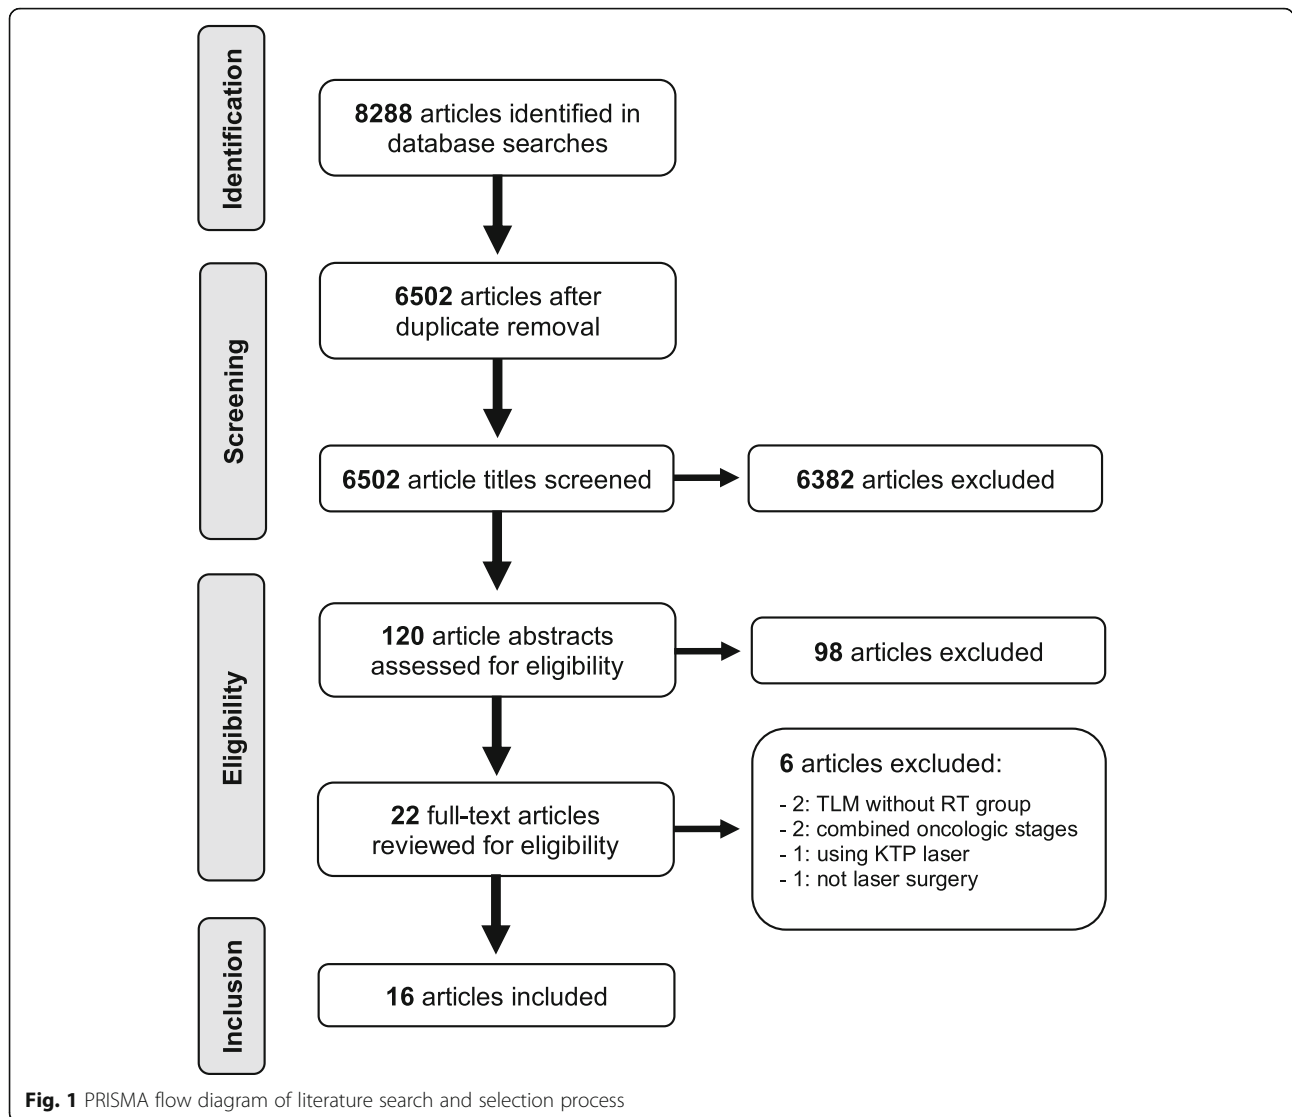 Identification
8288 articles identified in
database searches
Screening
6502 articles after
duplicate removal
6502 article titles screened
6382 articles excluded
Eligibility
120 article abstracts
assessed for eligibility
98 articles excluded
22 full-text articles
reviewed for eligibility
6 articles excluded:
- 2: TLM without RT group
- 2: combined oncologic stages
- 1: using KTP laser
- 1: not laser surgery
Inclusion
16 articles included
Fig. 1 PRISMA flow diagram of literature search and selection process